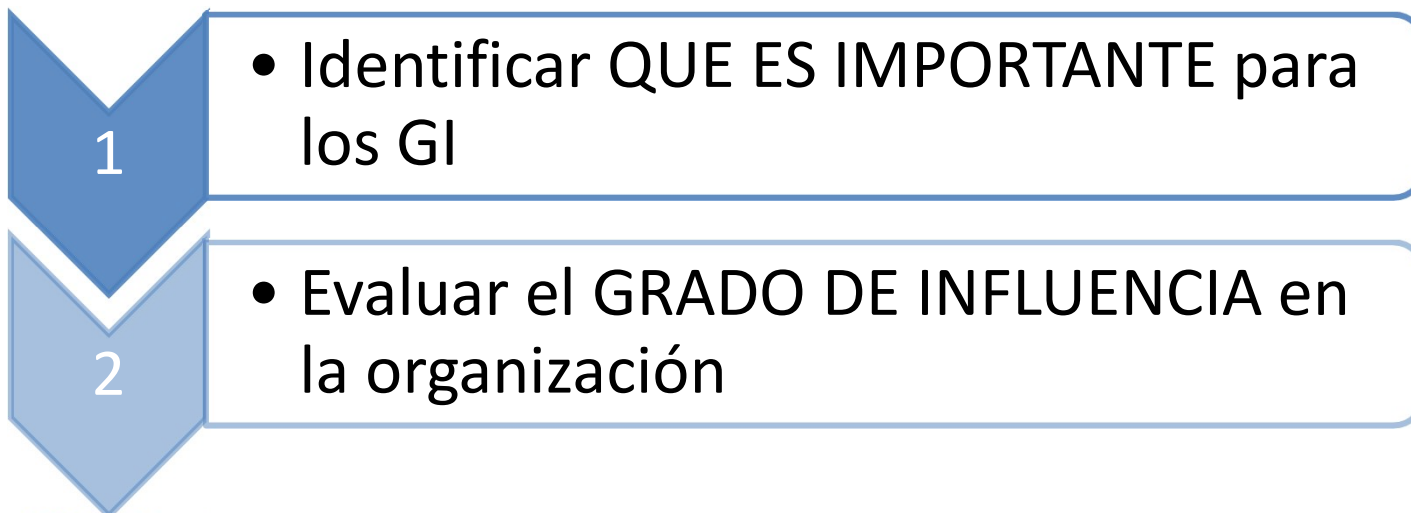 1
• Identificar QUE ES IMPORTANTE para
los GI
2
• Evaluar el GRADO DE INFLUENCIA en
la organización